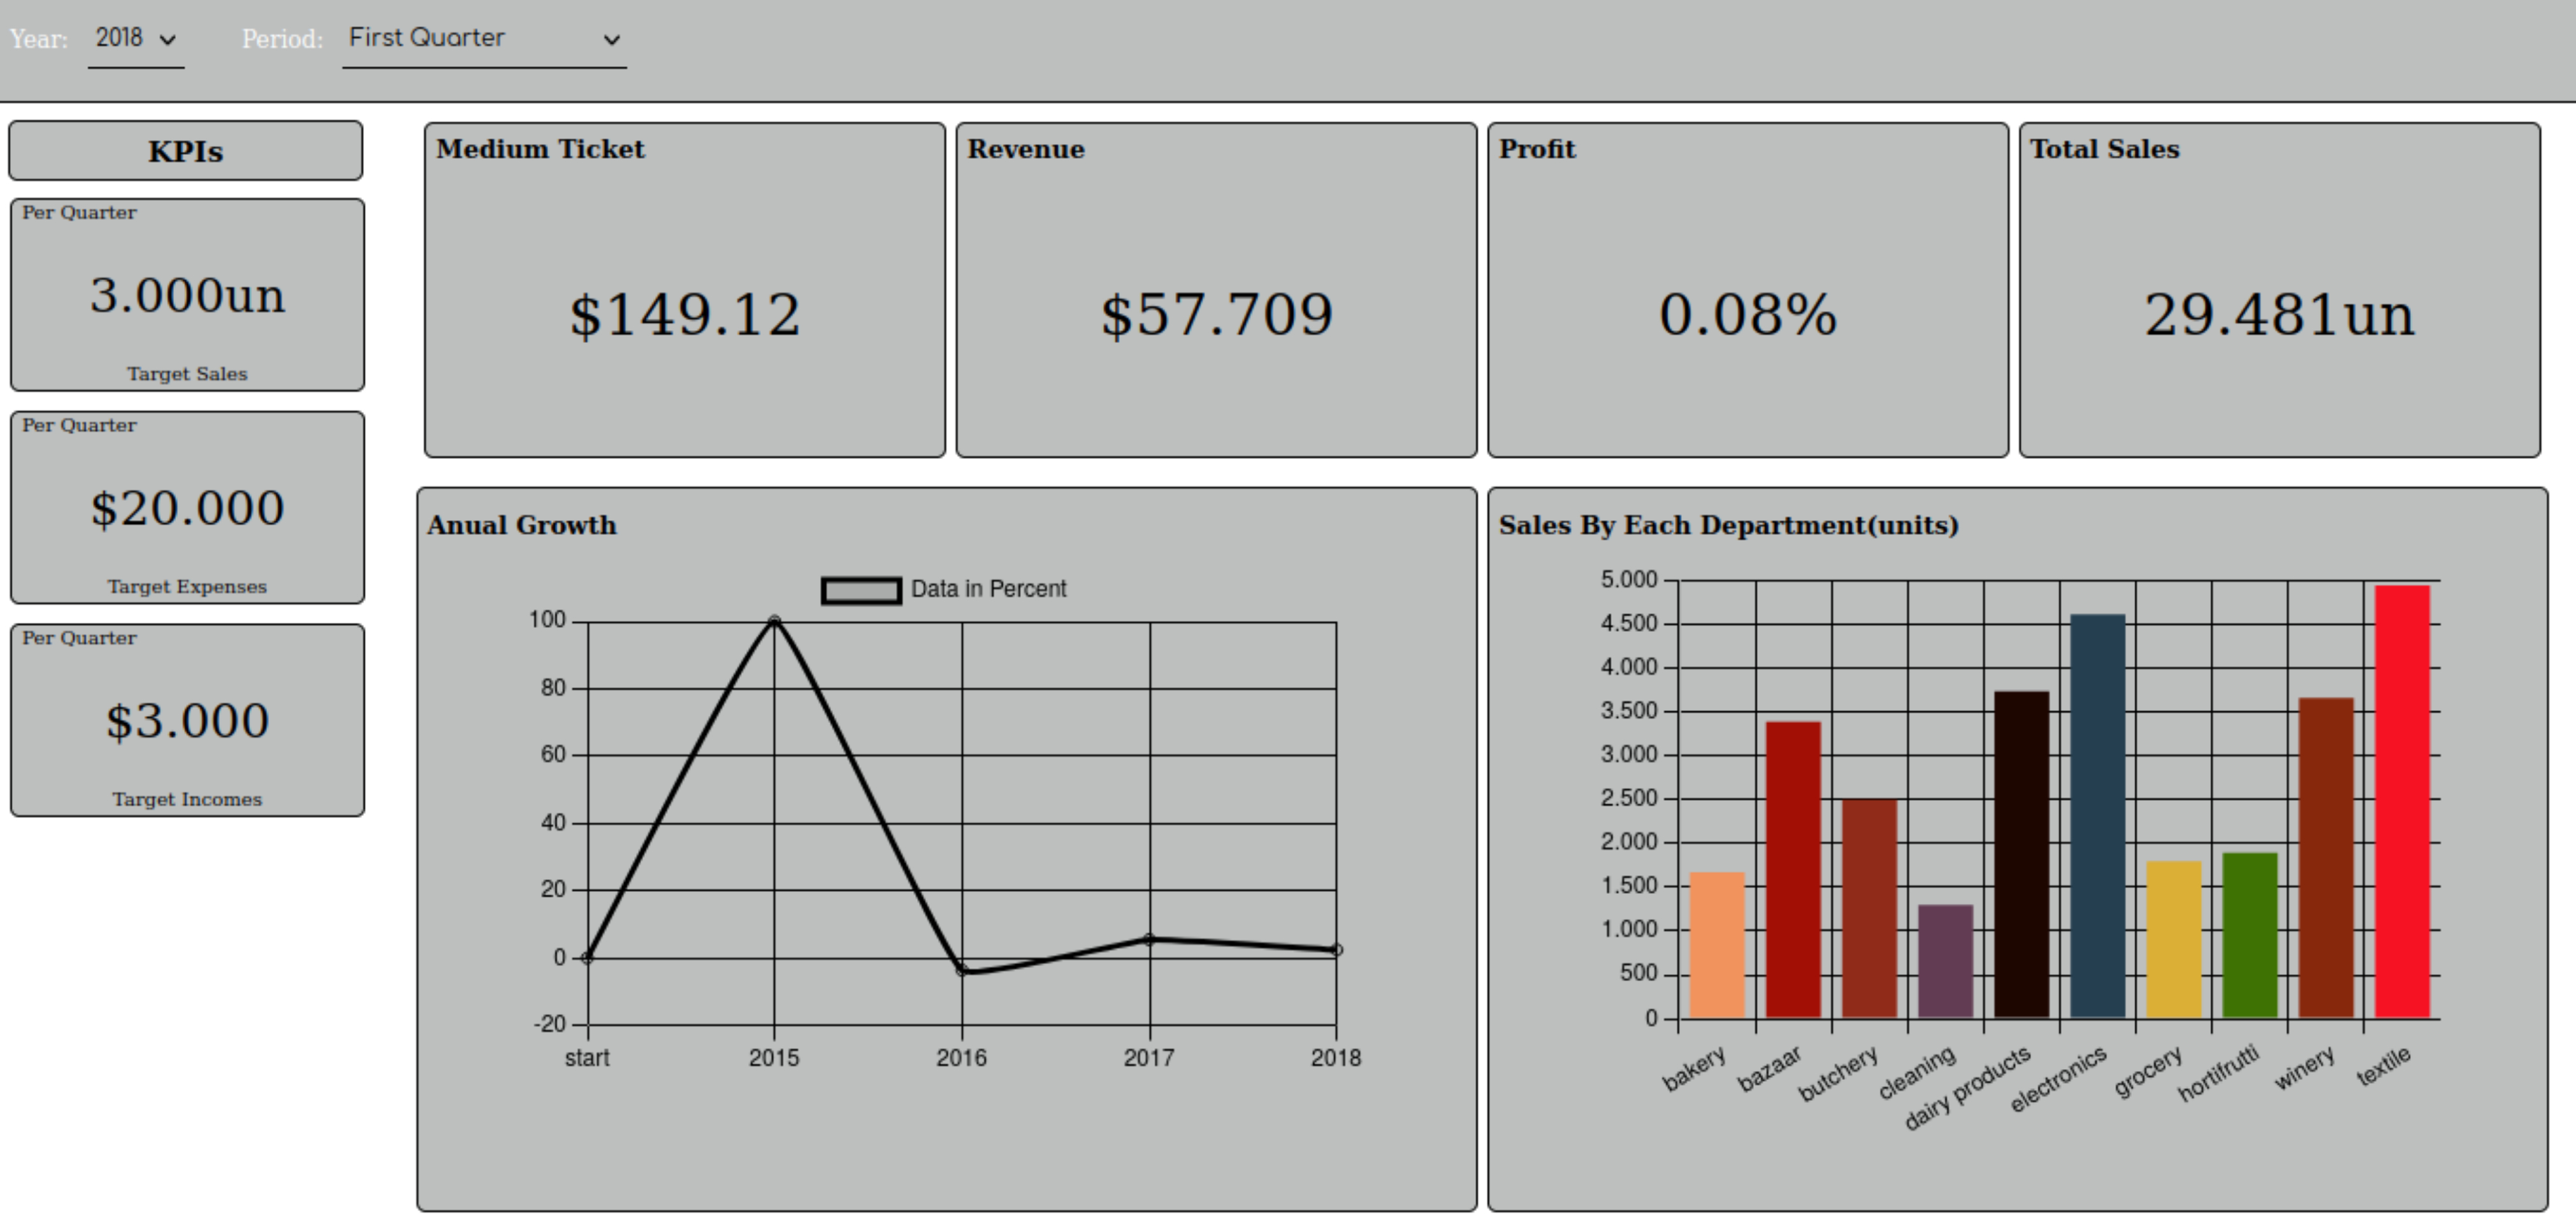 Year: 2018 Period: First Quarter
KPIs
Per Quarter
3.000un
Target Sales
Per Quarter
$20.000
Target Expenses
Per Quarter
$3.000
Target Incomes
Medium Ticket
$149.12
Revenue
$57.709
Profit
0.08%
Total Sales
29.481un
Anual Growth
Data in Percent
100
80
60
40
20
0
-20
start 2015 2016 2017 2018
Sales By Each Department(units)
5.000
4.500
4.000
3.500
3.000
2.500
2.000
1.500
1.000
500
0
bakery bazaar butchery cleaning dairy products electronics grocery hortifrutti winery textile